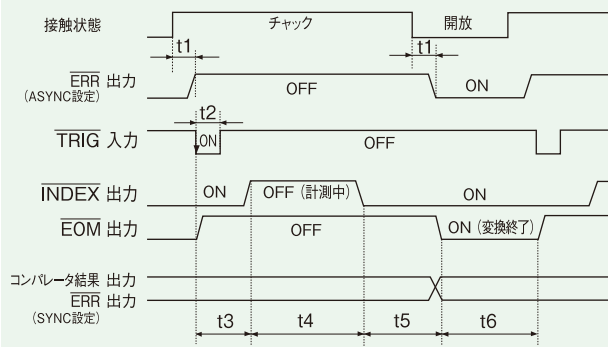 接触状態 チャック 開放
t1 t1
ERR 出力 OFF ON
(ASYNC設定)
t2
TRIG 入力 ON OFF
INDEX 出力 ON OFF (計測中) ON
EOM 出力 OFF ON (変換終了)
コンパレータ結果 出力
ERR 出力
(SYNC設定)
t3 t4 t5 t6